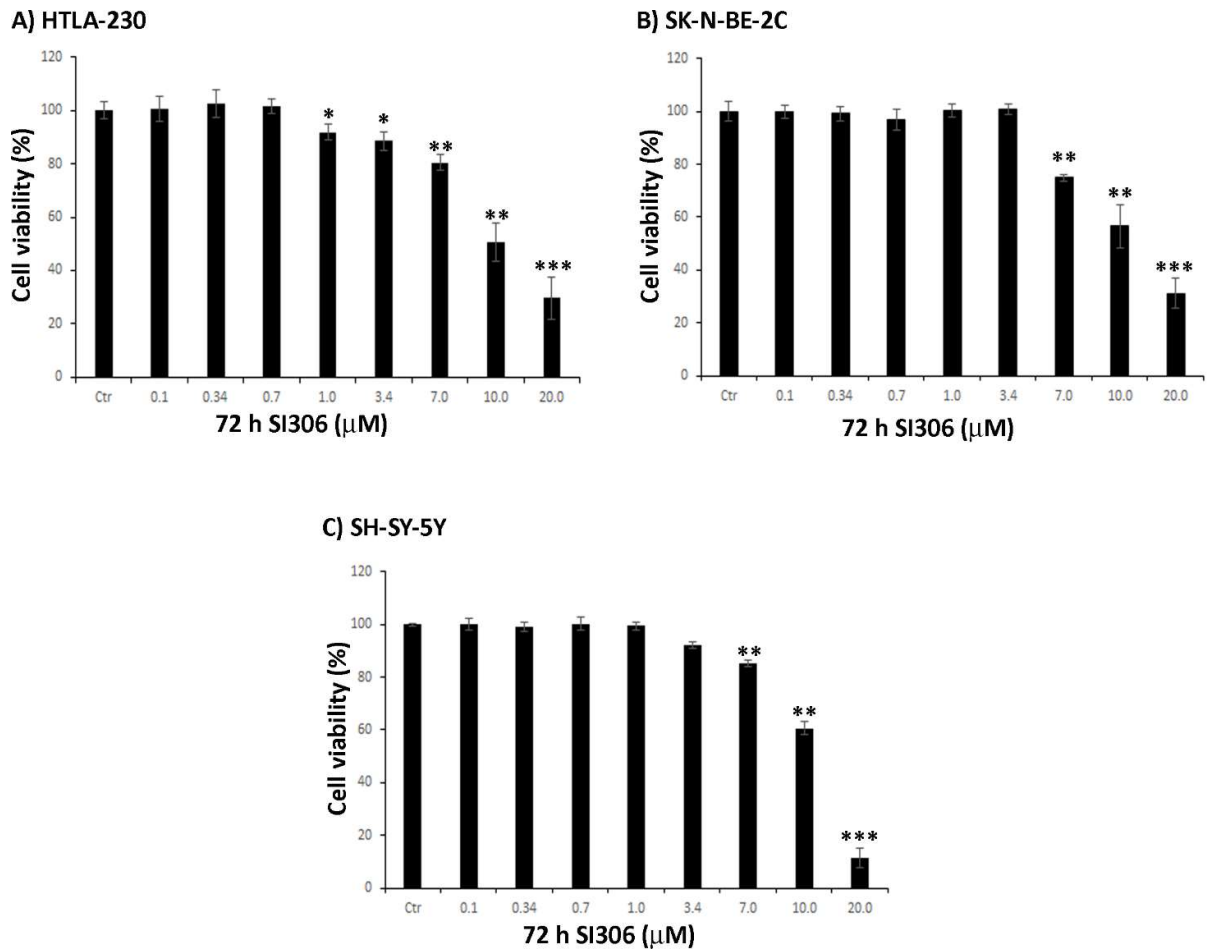 A) HTLA-230
120
100
80
60
40
20
0
Cell viability (%)
* * ** ** ***
Ctr 0.1 0.34 0.7 1.0 3.4 7.0 10.0 20.0
72 h SI306 (μM)
B) SK-N-BE-2C
120
100
80
60
40
20
0
Cell viability (%)
** ** ***
Ctr 0.1 0.34 0.7 1.0 3.4 7.0 10.0 20.0
72 h SI306 (μM)
C) SH-SY-5Y
120
100
80
60
40
20
0
Cell viability (%)
** ** ***
Ctr 0.1 0.34 0.7 1.0 3.4 7.0 10.0 20.0
72 h SI306 (μM)